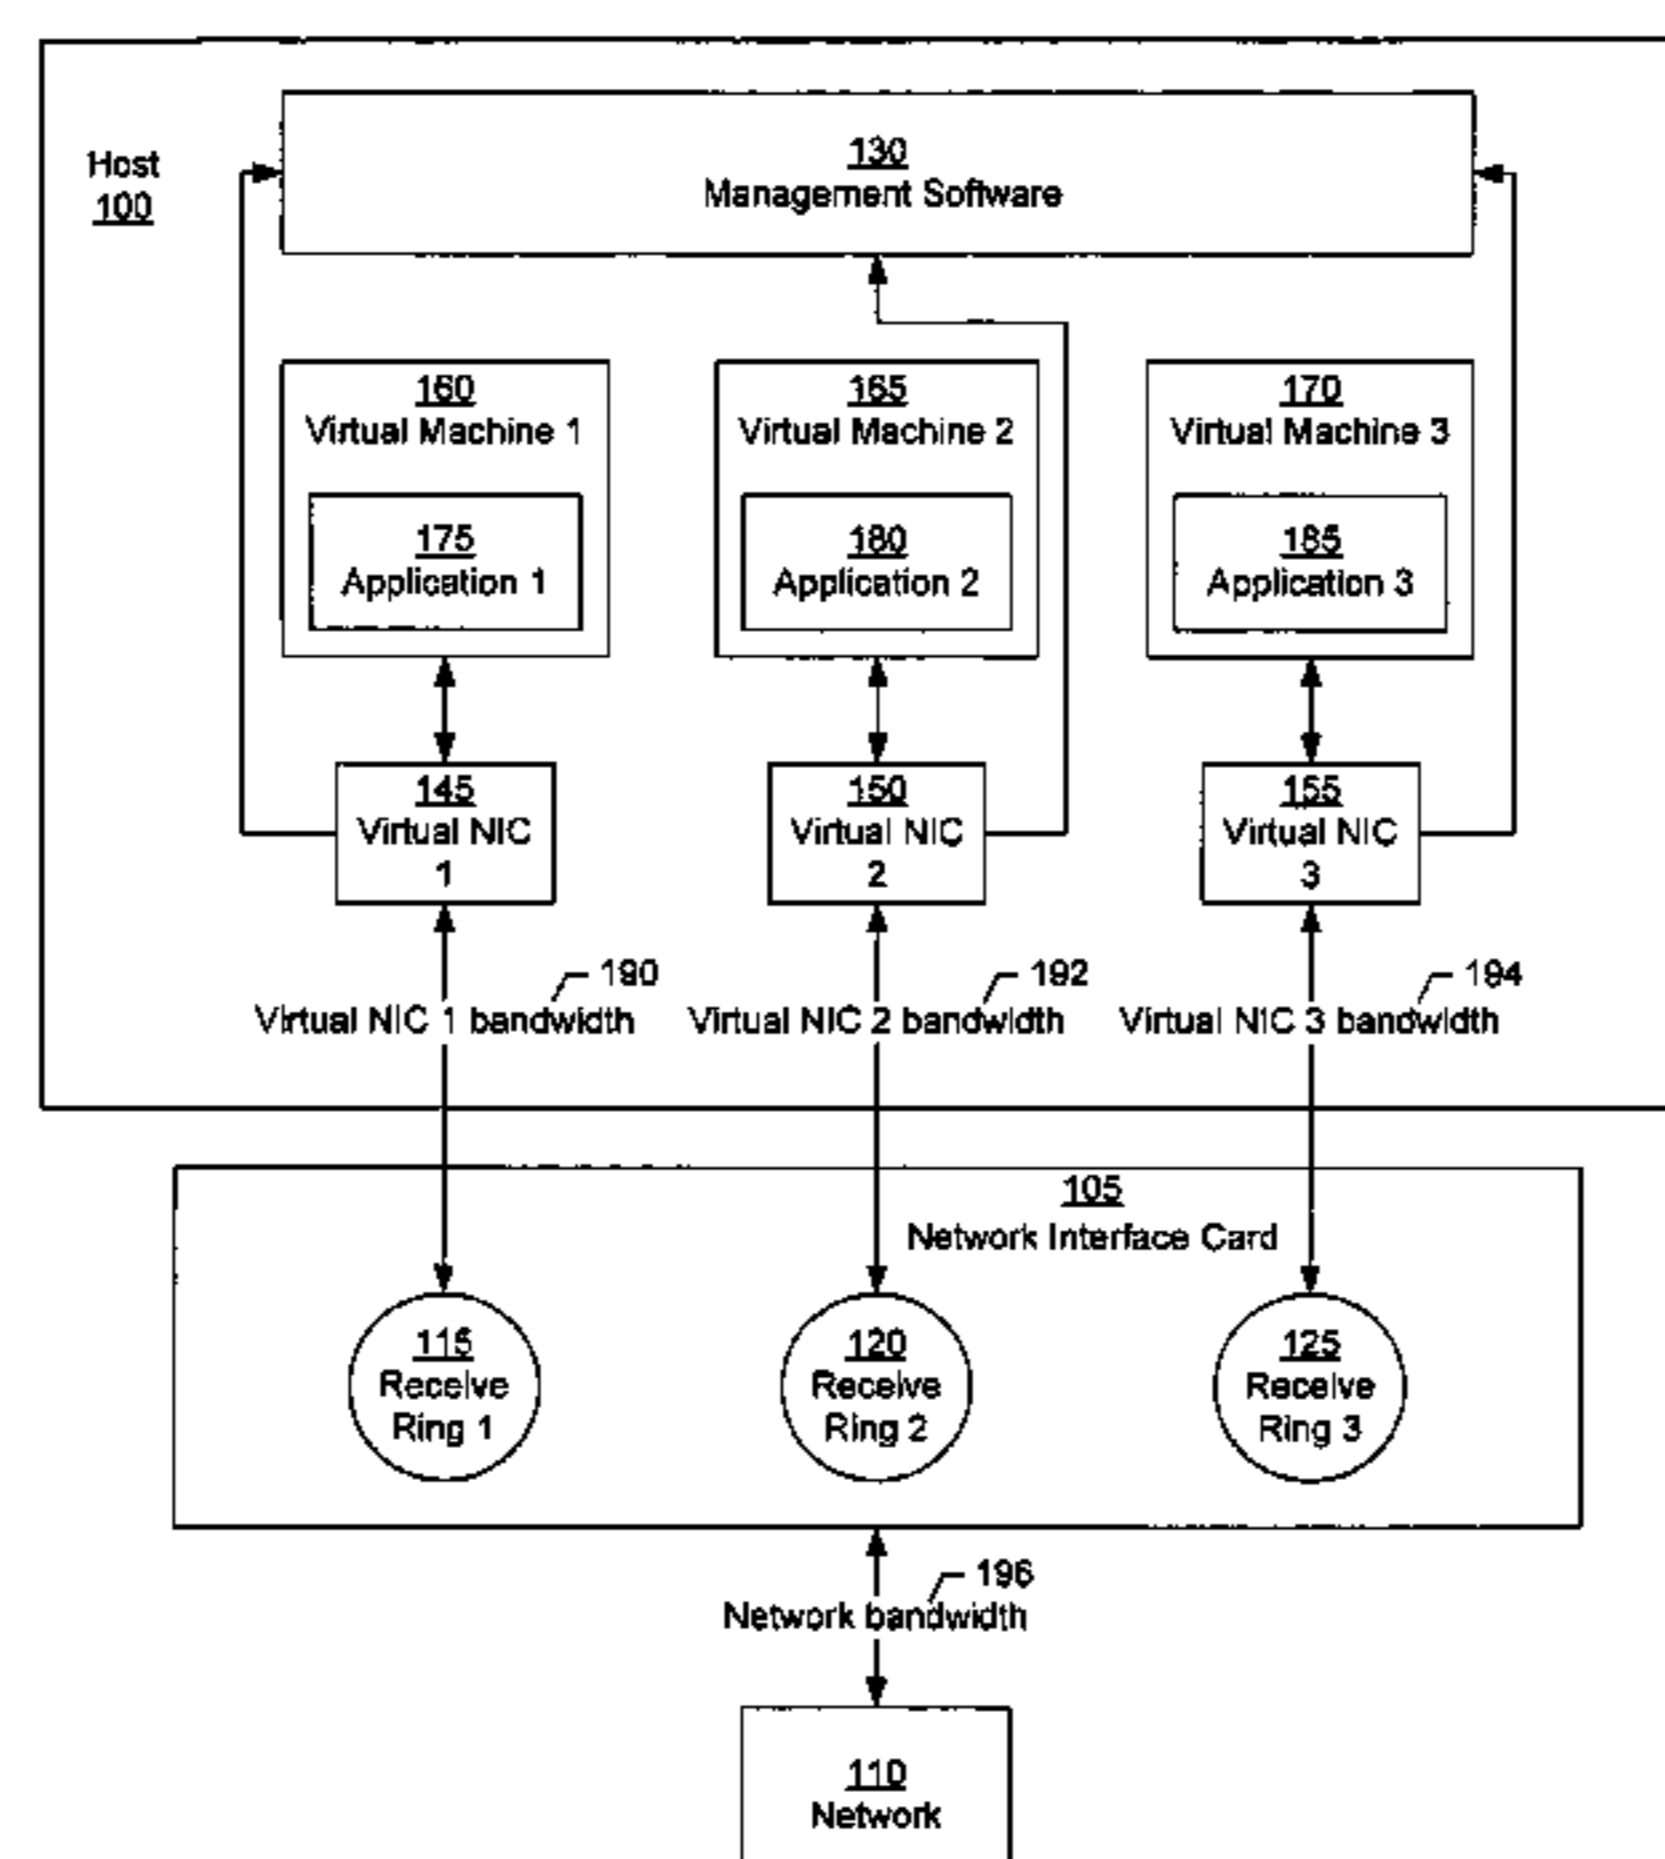 Host
100
130
Management Software
160
Virtual Machine 1
175
Application 1
165
Virtual Machine 2
180
Application 2
170
Virtual Machine 3
185
Application 3
145
Virtual NIC
1
150
Virtual NIC
2
155
Virtual NIC
3
190
Virtual NIC 1 bandwidth
192
Virtual NIC 2 bandwidth
194
Virtual NIC 3 bandwidth
105
Network Interface Card
115
Receive
Ring 1
120
Receive
Ring 2
125
Receive
Ring 3
196
Network bandwidth
110
Network